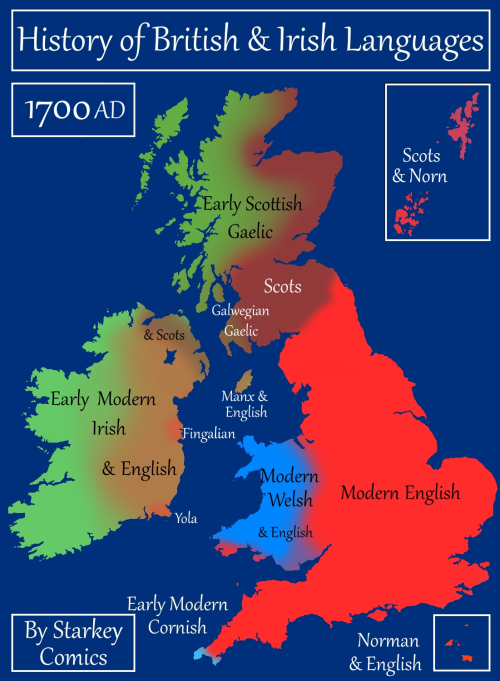 History of British & Irish Languages
1700 AD
Scots
& Norn
Early Scottish
Gaelic
Scots
Galwegian
Gaelic
& Scots
Manx &
English
Early Modern
Irish
& English
Fingalian
Yola
Modern
Welsh
& English
Modern English
Early Modern
Cornish
By Starkey
Comics
Norman
& English